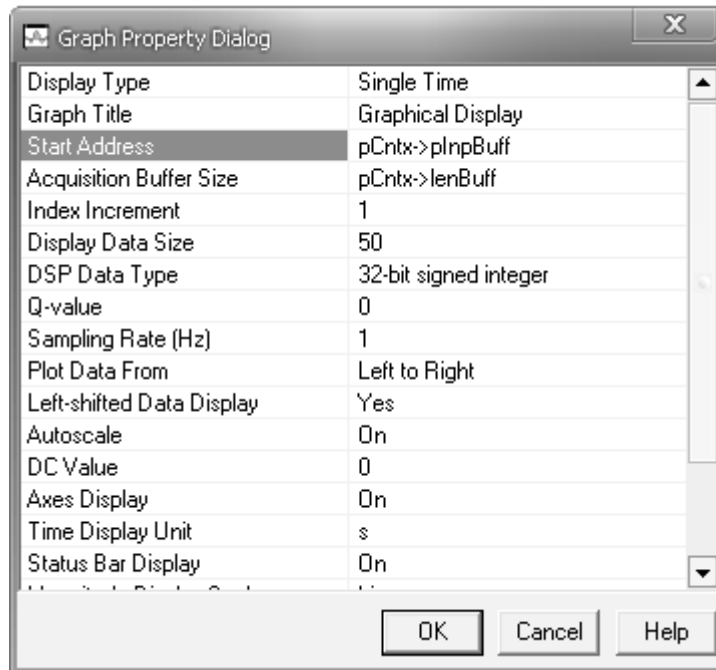 Graph Property Dialog
X
Display Type Single Time
Graph Title Graphical Display
Start Address pCntx->pInpBuff
Acquisition Buffer Size pCntx->lenBuff
Index Increment 1
Display Data Size 50
DSP Data Type 32-bit signed integer
Q-value 0
Sampling Rate (Hz) 1
Plot Data From Left to Right
Left-shifted Data Display Yes
Autoscale On
DC Value 0
Axes Display On
Time Display Unit s
Status Bar Display On
OK Cancel Help